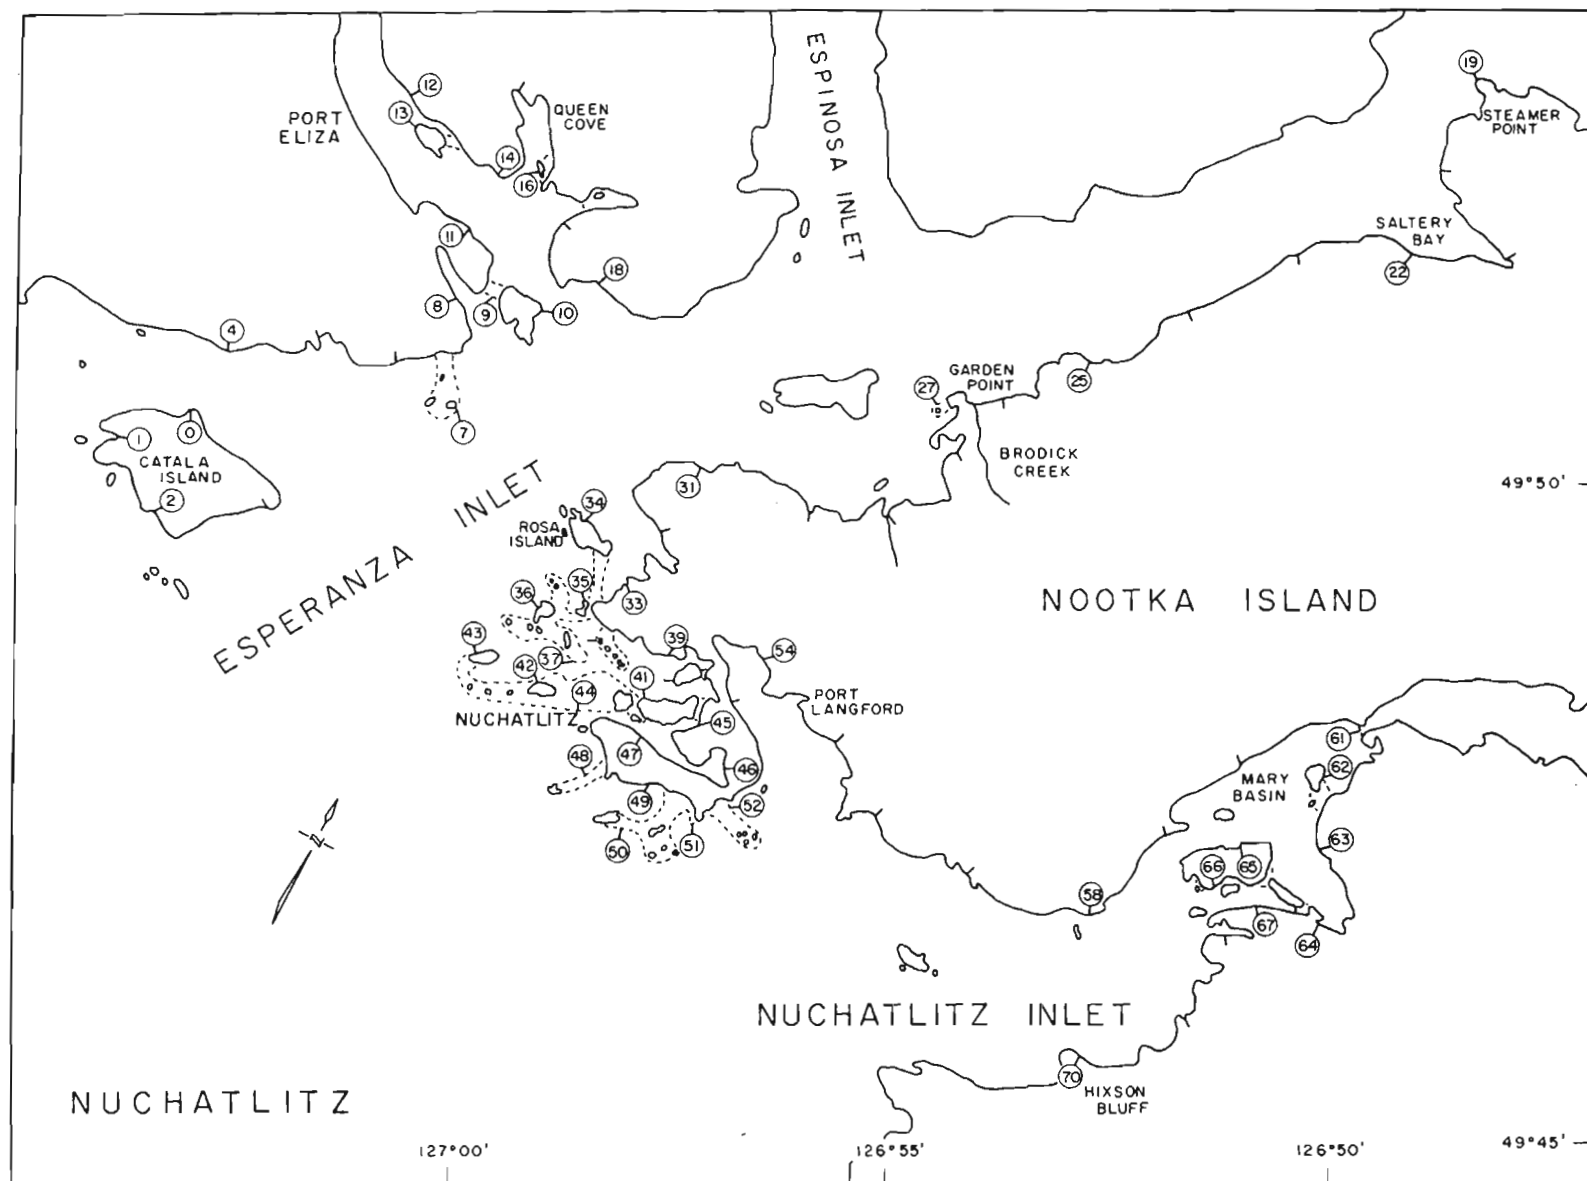 19
12
13
PORT
ELIZA
QUEEN
COVE
ESPINOSA INLET
STEAMER
POINT
14
16
11
SALTERY
BAY
18
22
8
9
10
4
27
GARDEN
POINT
25
1
0
7
CATALA
ISLAND
2
BRODICK
CREEK
31
49°50'
34
ROSA
ISLAND
ESPERANZA INLET
36
35
33
NOOTKA ISLAND
43
37
39
54
42
41
44
PORT
LANGFORD
NUCHATLITZ
45
48
47
46
61
62
MARY
BASIN
49
52
50
51
63
66
65
58
67
64
NUCHATLITZ INLET
70
HIXSON
BLUFF
NUCHATLITZ
127°00'
126°55'
126°50'
49°45'
N